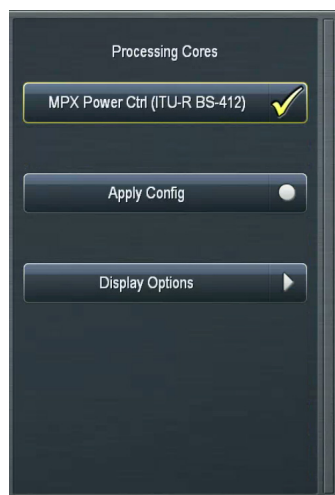 Processing Cores
MPX Power Ctrl (ITU-R BS-412)
Apply Config
Display Options